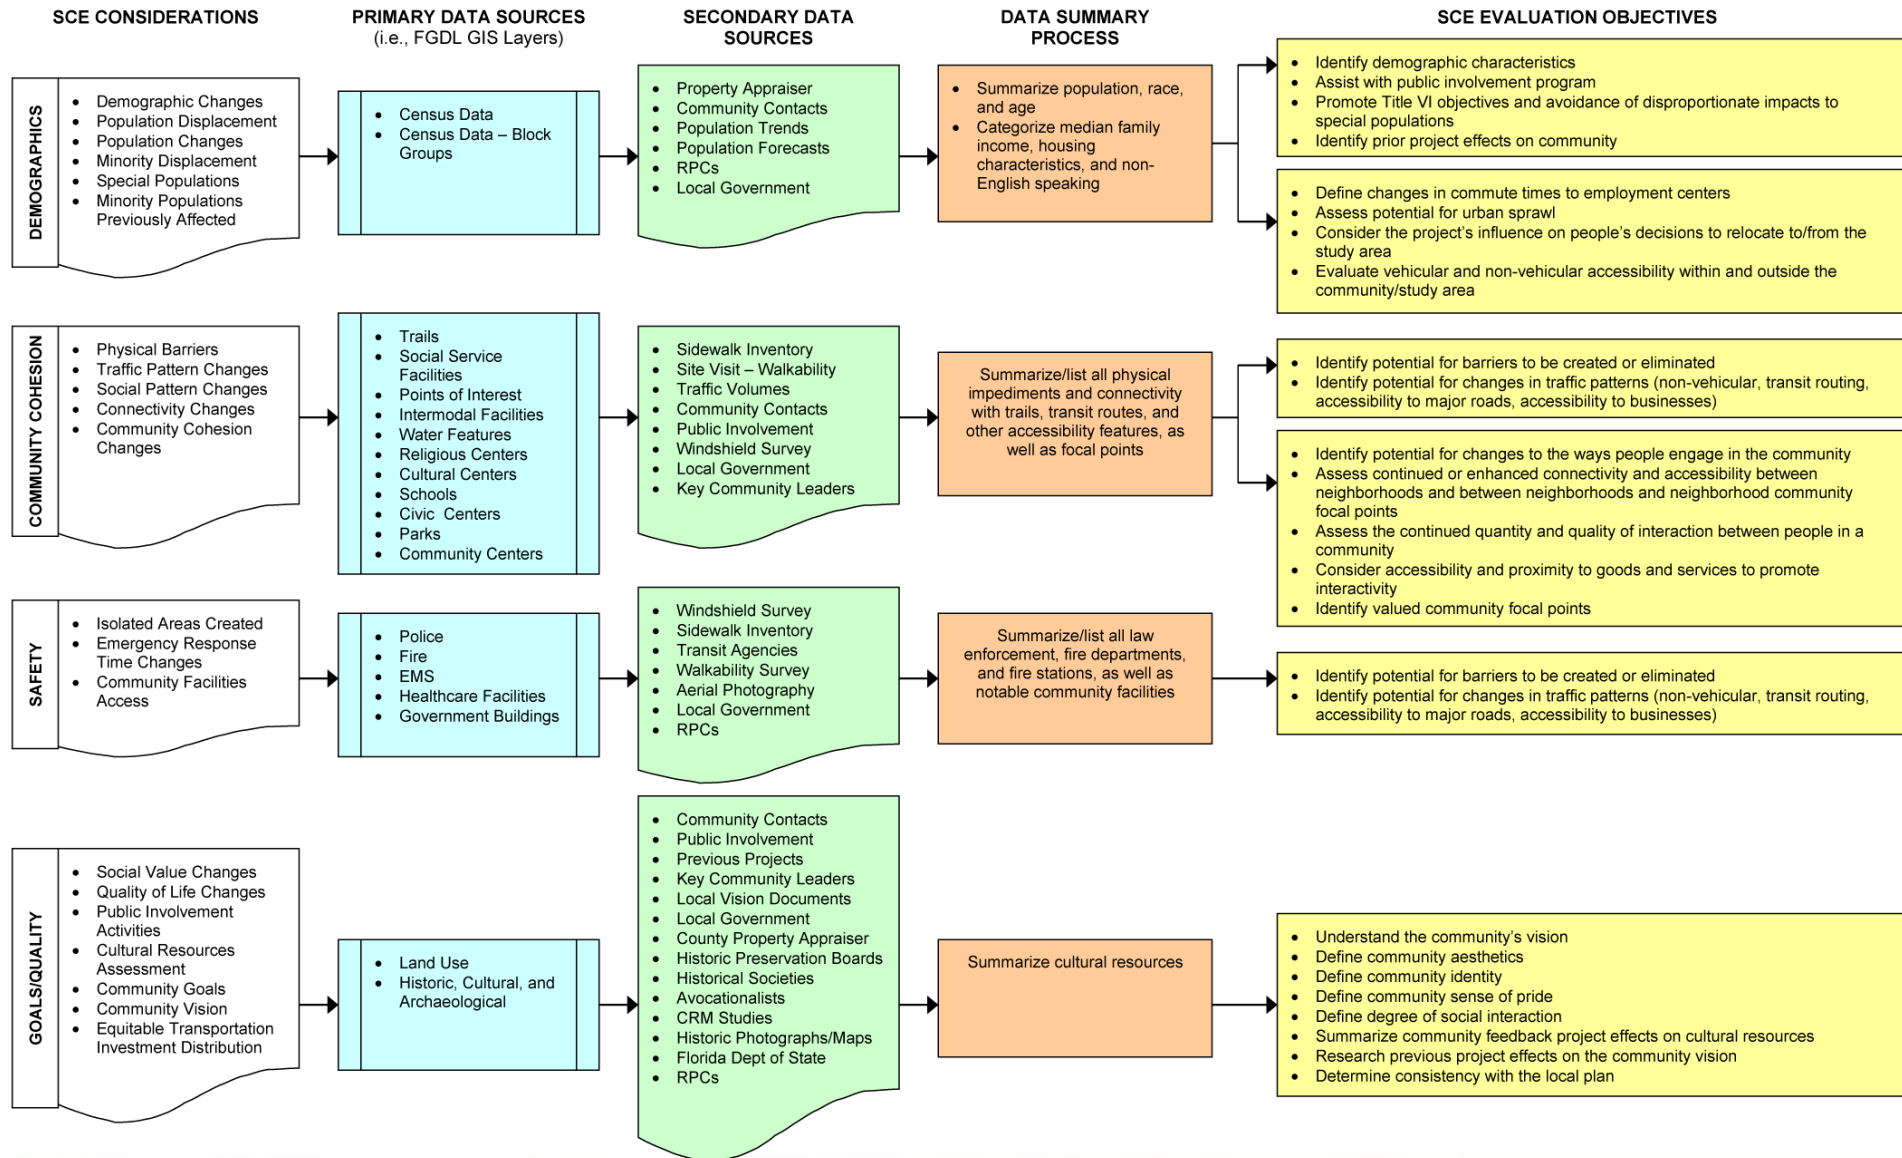 SCE CONSIDERATIONS
PRIMARY DATA SOURCES
(i.e., FGDL GIS Layers)
SECONDARY DATA
SOURCES
DATA SUMMARY
PROCESS
SCE EVALUATION OBJECTIVES
DEMOGRAPHICS
• Demographic Changes
• Population Displacement
• Population Changes
• Minority Displacement
• Special Populations
• Minority Populations
Previously Affected
• Census Data
• Census Data – Block
Groups
• Property Appraiser
• Community Contacts
• Population Trends
• Population Forecasts
• RPCs
• Local Government
• Summarize population, race,
and age
• Categorize median family
income, housing
characteristics, and non-
English speaking
• Identify demographic characteristics
• Assist with public involvement program
• Promote Title VI objectives and avoidance of disproportionate impacts to
special populations
• Identify prior project effects on community
• Define changes in commute times to employment centers
• Assess potential for urban sprawl
• Consider the project's influence on people's decisions to relocate to/from the
study area
• Evaluate vehicular and non-vehicular accessibility within and outside the
community/study area
COMMUNITY COHESION
• Physical Barriers
• Traffic Pattern Changes
• Social Pattern Changes
• Connectivity Changes
• Community Cohesion
Changes
• Trails
• Social Service
Facilities
• Points of Interest
• Intermodal Facilities
• Water Features
• Religious Centers
• Cultural Centers
• Schools
• Civic Centers
• Parks
• Community Centers
• Sidewalk Inventory
• Site Visit – Walkability
• Traffic Volumes
• Community Contacts
• Public Involvement
• Windshield Survey
• Local Government
• Key Community Leaders
Summarize/list all physical
impediments and connectivity
with trails, transit routes, and
other accessibility features, as
well as focal points
• Identify potential for barriers to be created or eliminated
• Identify potential for changes in traffic patterns (non-vehicular, transit routing,
accessibility to major roads, accessibility to businesses)
• Identify potential for changes to the ways people engage in the community
• Assess continued or enhanced connectivity and accessibility between
neighborhoods and between neighborhoods and neighborhood community
focal points
• Assess the continued quantity and quality of interaction between people in a
community
• Consider accessibility and proximity to goods and services to promote
interactivity
• Identify valued community focal points
SAFETY
• Isolated Areas Created
• Emergency Response
Time Changes
• Community Facilities
Access
• Police
• Fire
• EMS
• Healthcare Facilities
• Government Buildings
• Windshield Survey
• Sidewalk Inventory
• Transit Agencies
• Walkability Survey
• Aerial Photography
• Local Government
• RPCs
Summarize/list all law
enforcement, fire departments,
and fire stations, as well as
notable community facilities
• Identify potential for barriers to be created or eliminated
• Identify potential for changes in traffic patterns (non-vehicular, transit routing,
accessibility to major roads, accessibility to businesses)
GOALS/QUALITY
• Social Value Changes
• Quality of Life Changes
• Public Involvement
Activities
• Cultural Resources
Assessment
• Community Goals
• Community Vision
• Equitable Transportation
Investment Distribution
• Land Use
• Historic, Cultural, and
Archaeological
• Community Contacts
• Public Involvement
• Previous Projects
• Key Community Leaders
• Local Vision Documents
• Local Government
• County Property Appraiser
• Historic Preservation Boards
• Historical Societies
• Avocationalists
• CRM Studies
• Historic Photographs/Maps
• Florida Dept of State
• RPCs
Summarize cultural resources
• Understand the community's vision
• Define community aesthetics
• Define community identity
• Define community sense of pride
• Define degree of social interaction
• Summarize community feedback project effects on cultural resources
• Research previous project effects on the community vision
• Determine consistency with the local plan